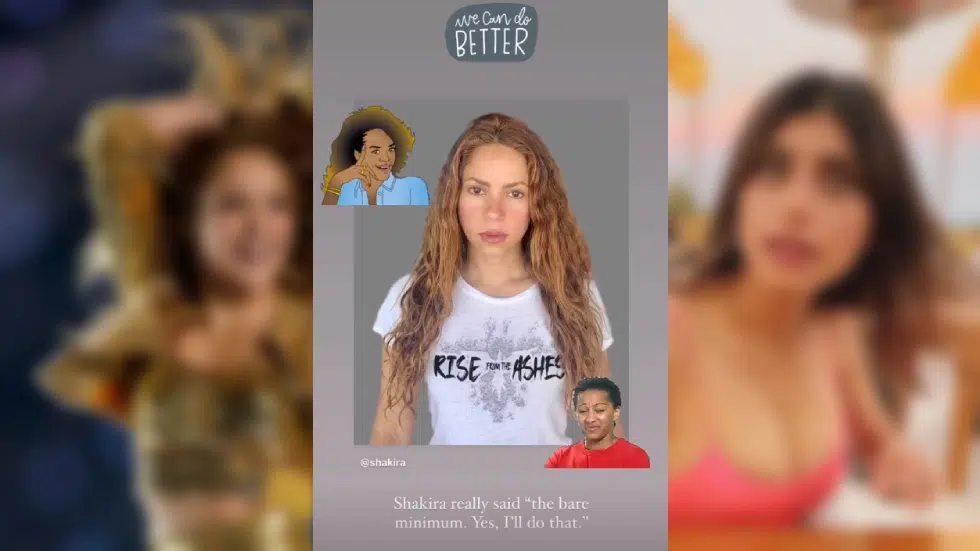 we can do
BETTER
RISE FROM THE ASHES
@shakira
Shakira really said “the bare
minimum. Yes, I’ll do that.”